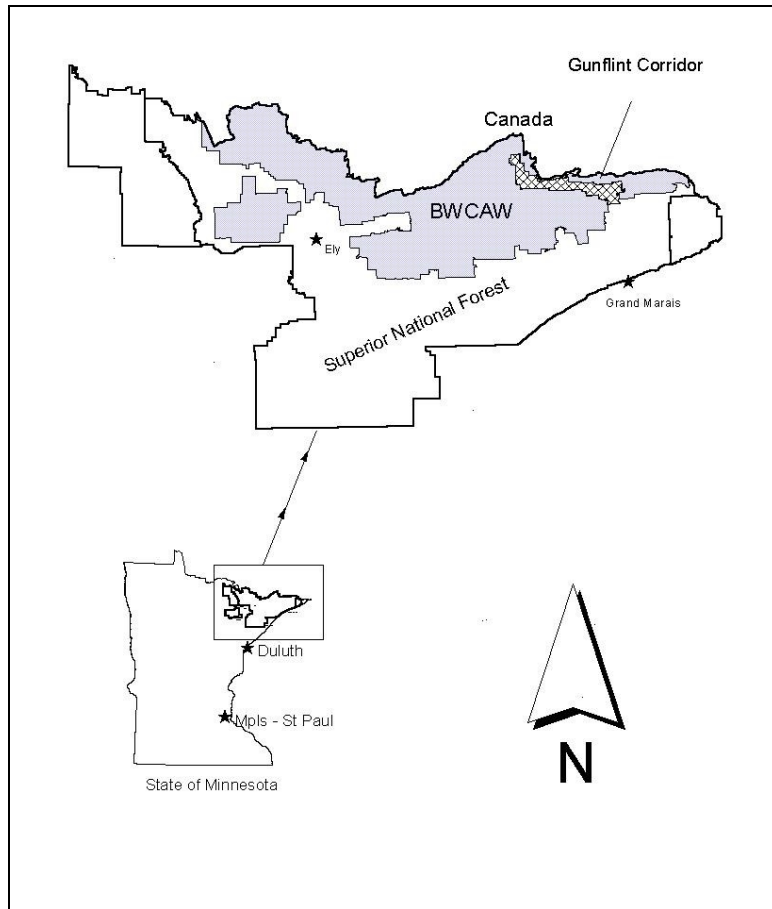 Gunflint Corridor
Canada
BWCAW
Ely
Superior National Forest
Grand Marais
Duluth
Mpls - St Paul
State of Minnesota
N